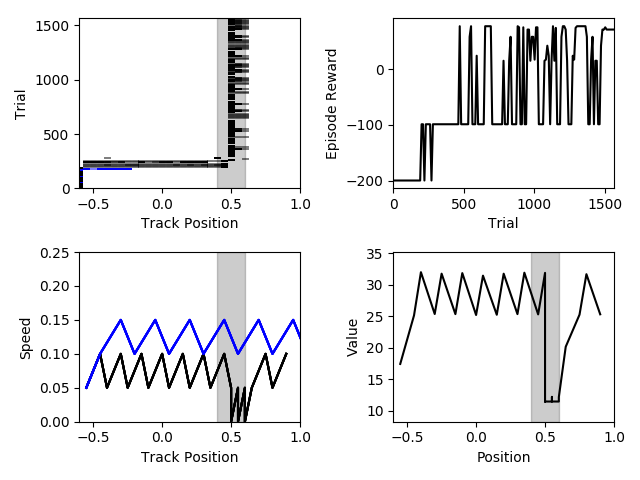 1500
1000
500
0
Trial
−0.5 0.0 0.5 1.0
Track Position
0
−100
−200
Episode Reward
0 500 1000 1500
Trial
0.25
0.20
0.15
0.10
0.05
0.00
Speed
−0.5 0.0 0.5 1.0
Track Position
35
30
25
20
15
10
Value
−0.5 0.0 0.5 1.0
Position